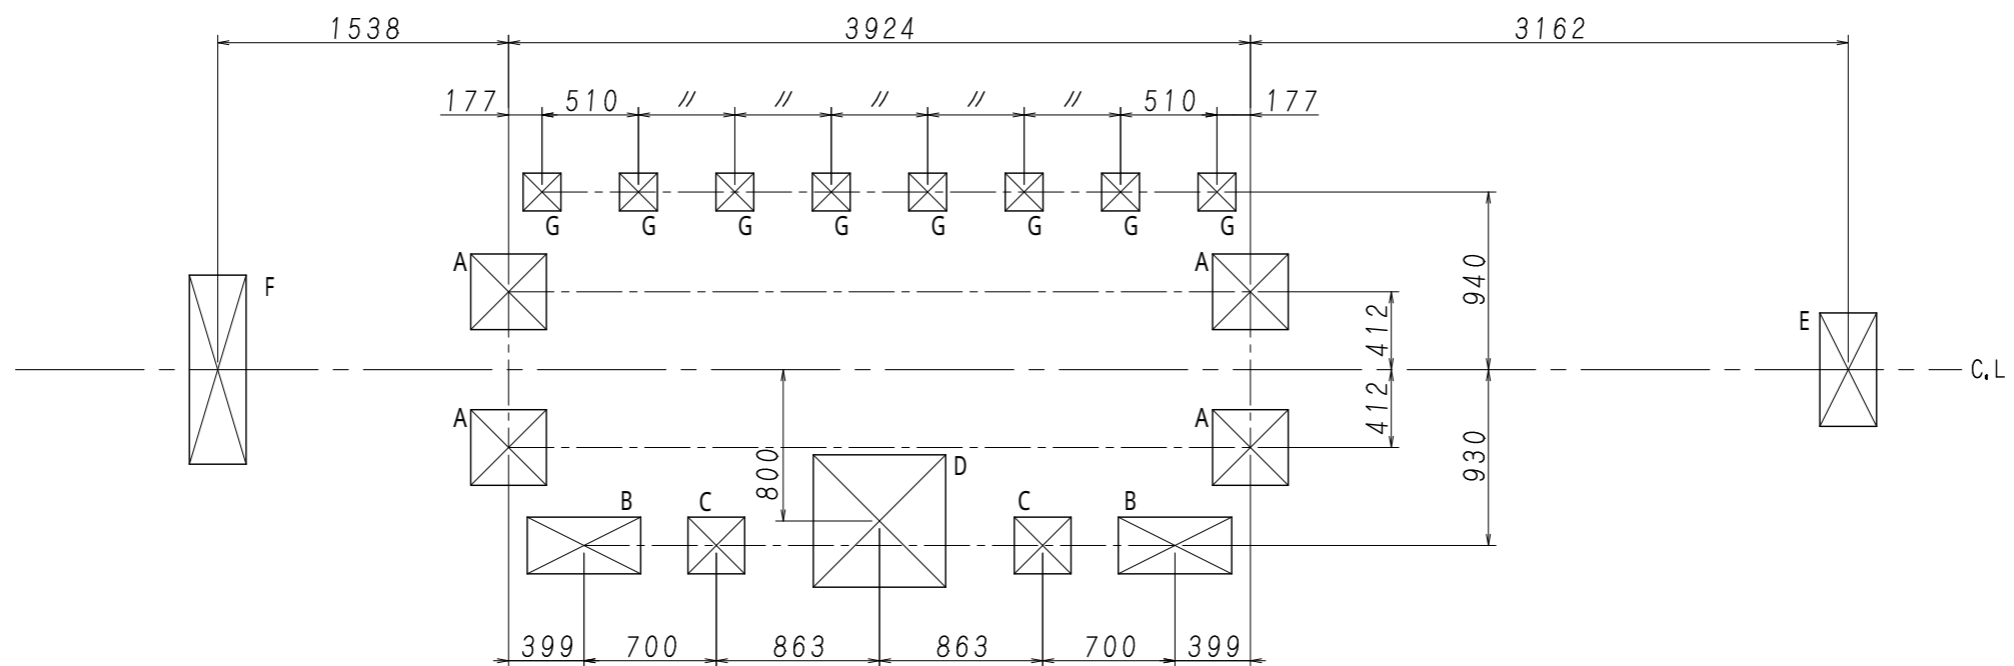 1538 3924 3162
177 510 〃 〃 〃 〃 〃 510 177
G G G G G G G G
A A
F
940
412
E
C.L
412
A A
930
800
D
B C C B
399 700 863 863 700 399